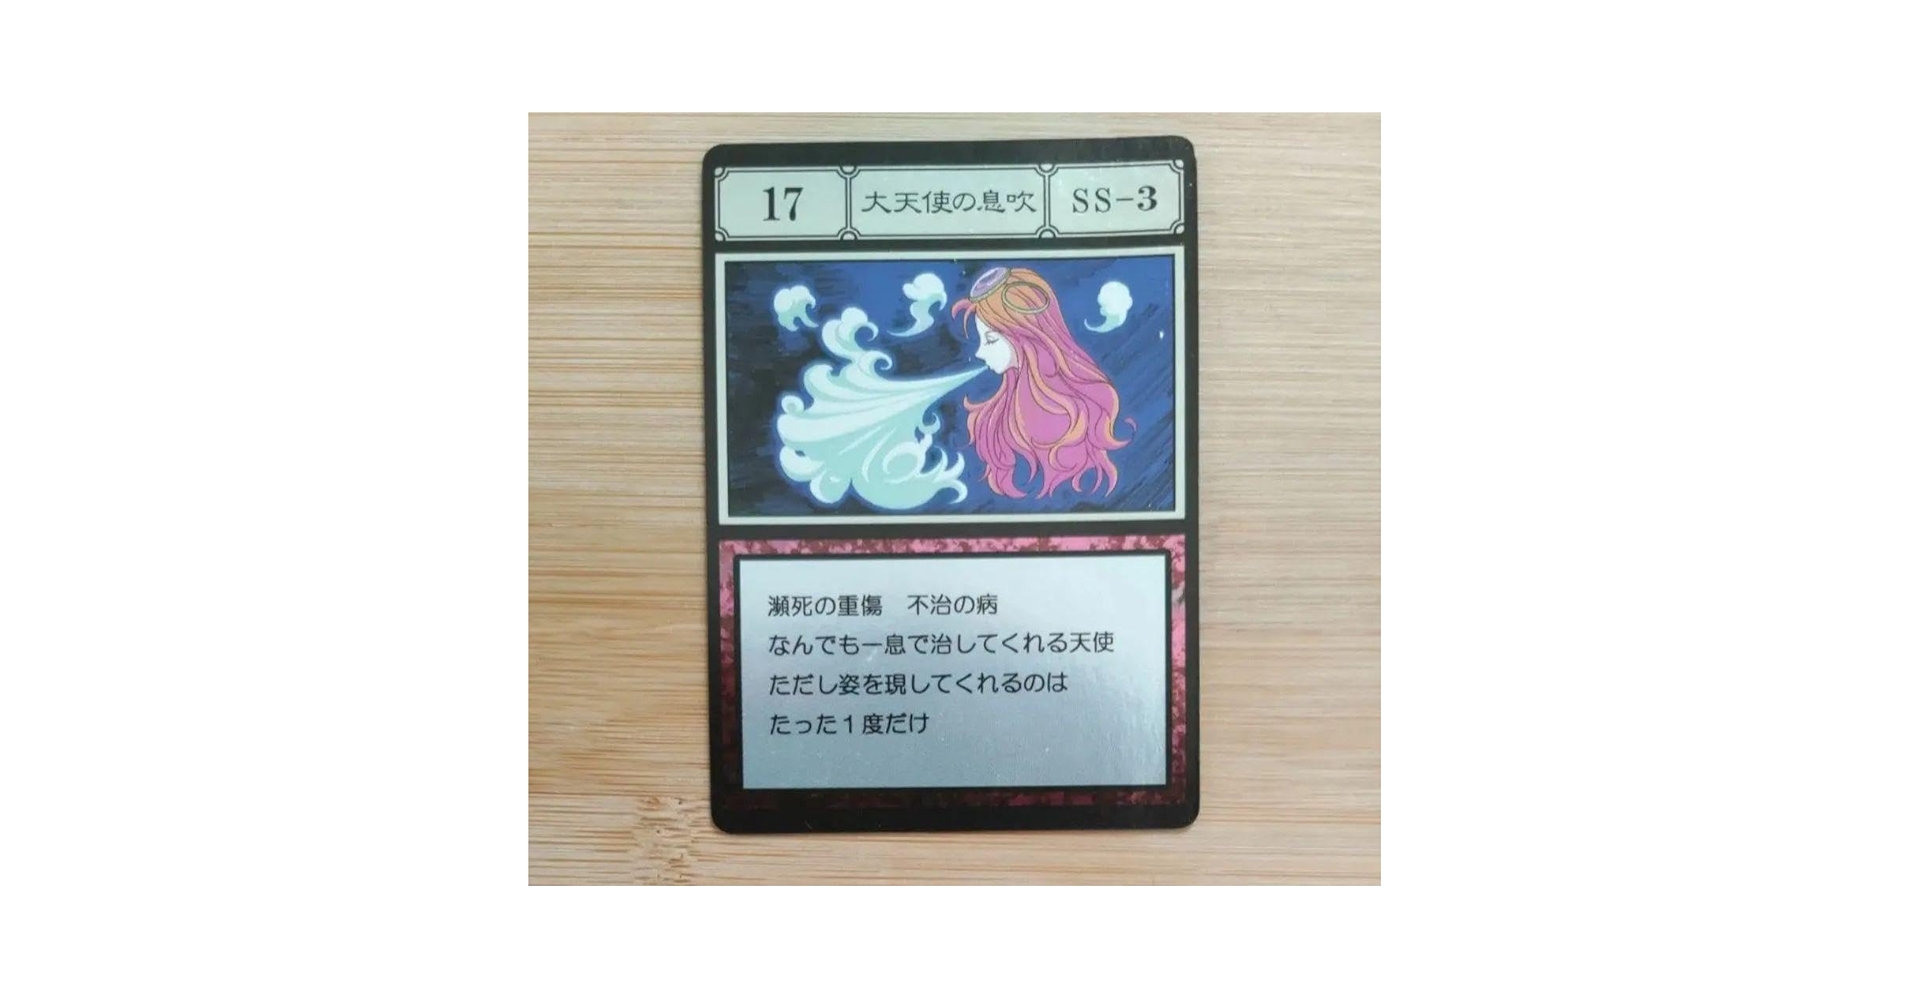 17
大天使の息吹
SS-3
瀕死の重傷　不治の病
なんでも一息で治してくれる天使
ただし姿を現してくれるのは
たった1度だけ